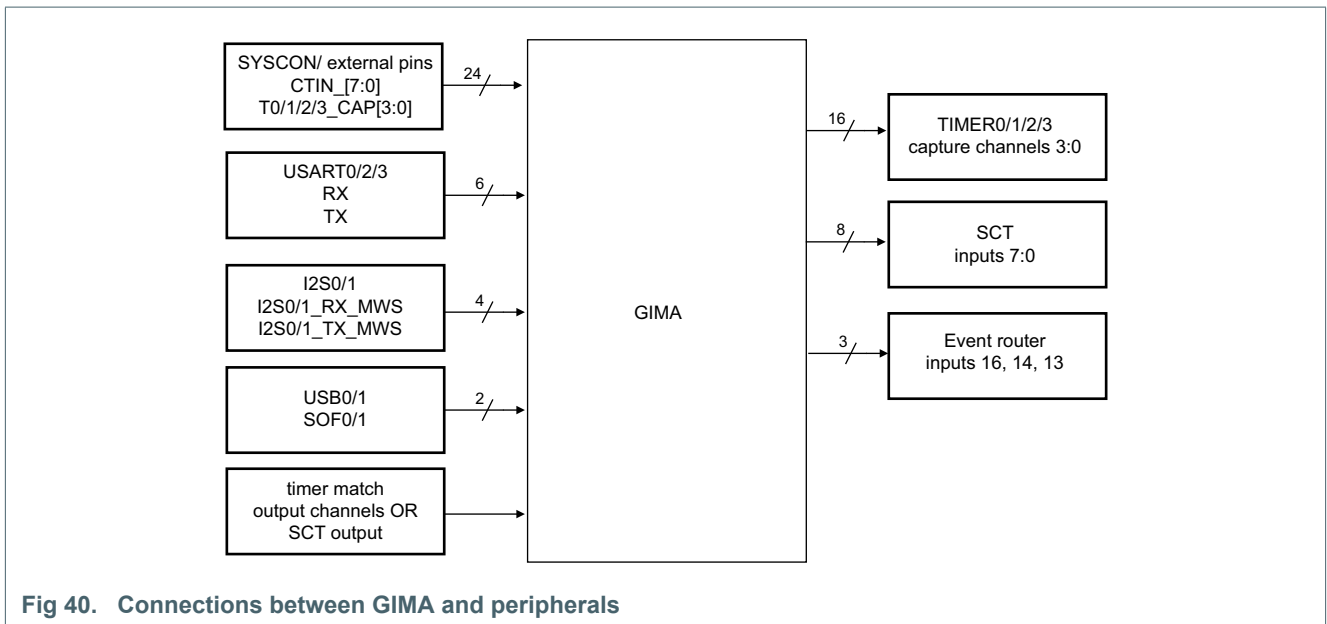 SYSCON/ external pins
CTIN_[7:0]
T0/1/2/3_CAP[3:0]
24
USART0/2/3
RX
TX
6
I2S0/1
I2S0/1_RX_MWS
I2S0/1_TX_MWS
4
USB0/1
SOF0/1
2
timer match
output channels OR
SCT output
GIMA
16
TIMER0/1/2/3
capture channels 3:0
8
SCT
inputs 7:0
3
Event router
inputs 16, 14, 13
Fig 40. Connections between GIMA and peripherals